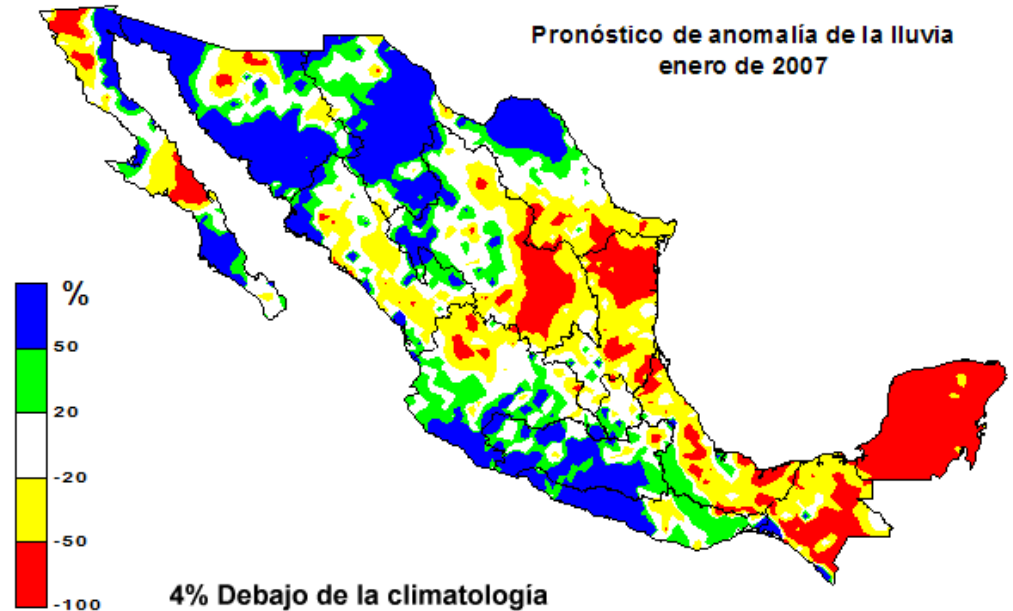 Pronóstico de anomalía de la lluvia
enero de 2007
%
50
20
-20
-50
-100
4% Debajo de la climatología